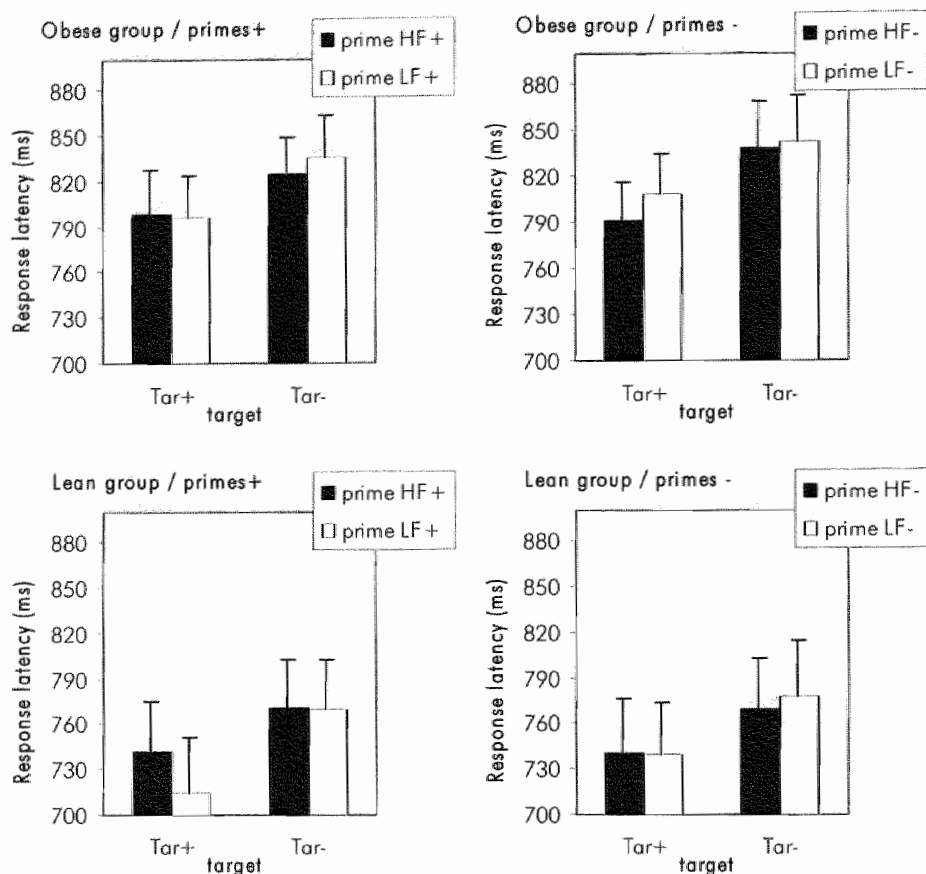 Obese group / primes+
prime HF+
prime LF+
Response latency (ms)
880
850
820
790
760
730
700
Tar+
Tar-
target
Obese group / primes -
prime HF-
prime LF-
Response latency (ms)
880
850
820
790
760
730
700
Tar+
Tar-
target
Lean group / primes+
prime HF+
prime LF+
Response latency (ms)
880
850
820
790
760
730
700
Tar+
Tar-
target
Lean group / primes -
prime HF-
prime LF-
Response latency (ms)
880
850
820
790
760
730
700
Tar+
Tar-
target